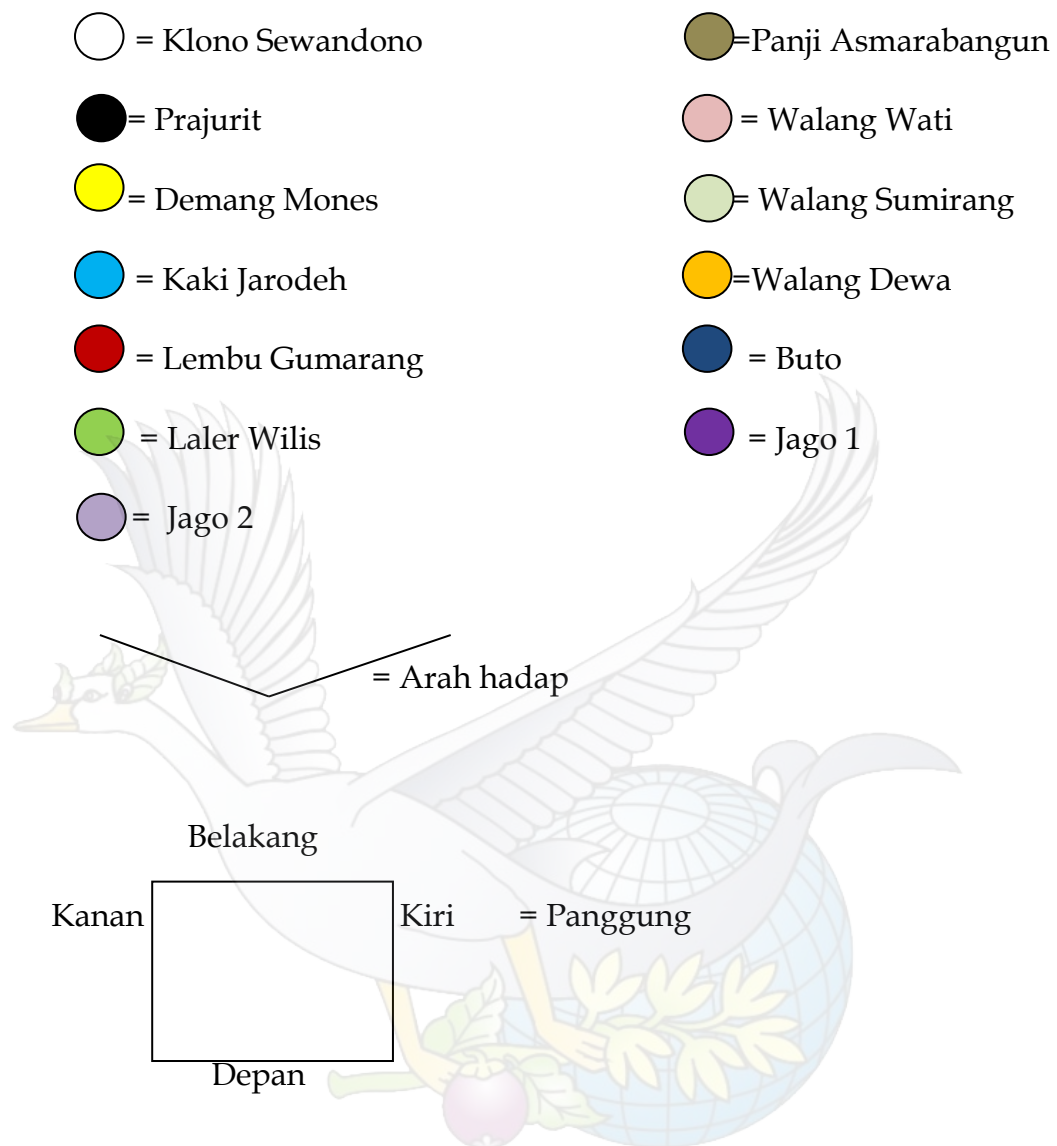 = Klono Sewandono
=Panji Asmarabangun
= Prajurit
= Walang Wati
= Demang Mones
= Walang Sumirang
= Kaki Jarodeh
=Walang Dewa
= Lembu Gumarang
= Buto
= Laler Wilis
= Jago 1
= Jago 2
= Arah hadap
Belakang
Kanan
Kiri
= Panggung
Depan